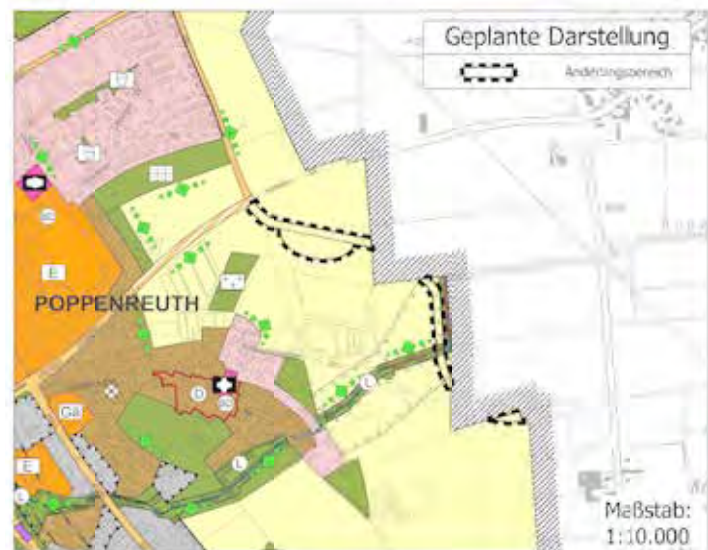 Geplante Darstellung
Änderungsbereich
E
POPPENREUTH
D
Ga
L
E
L
L
Maßstab:
1:10.000